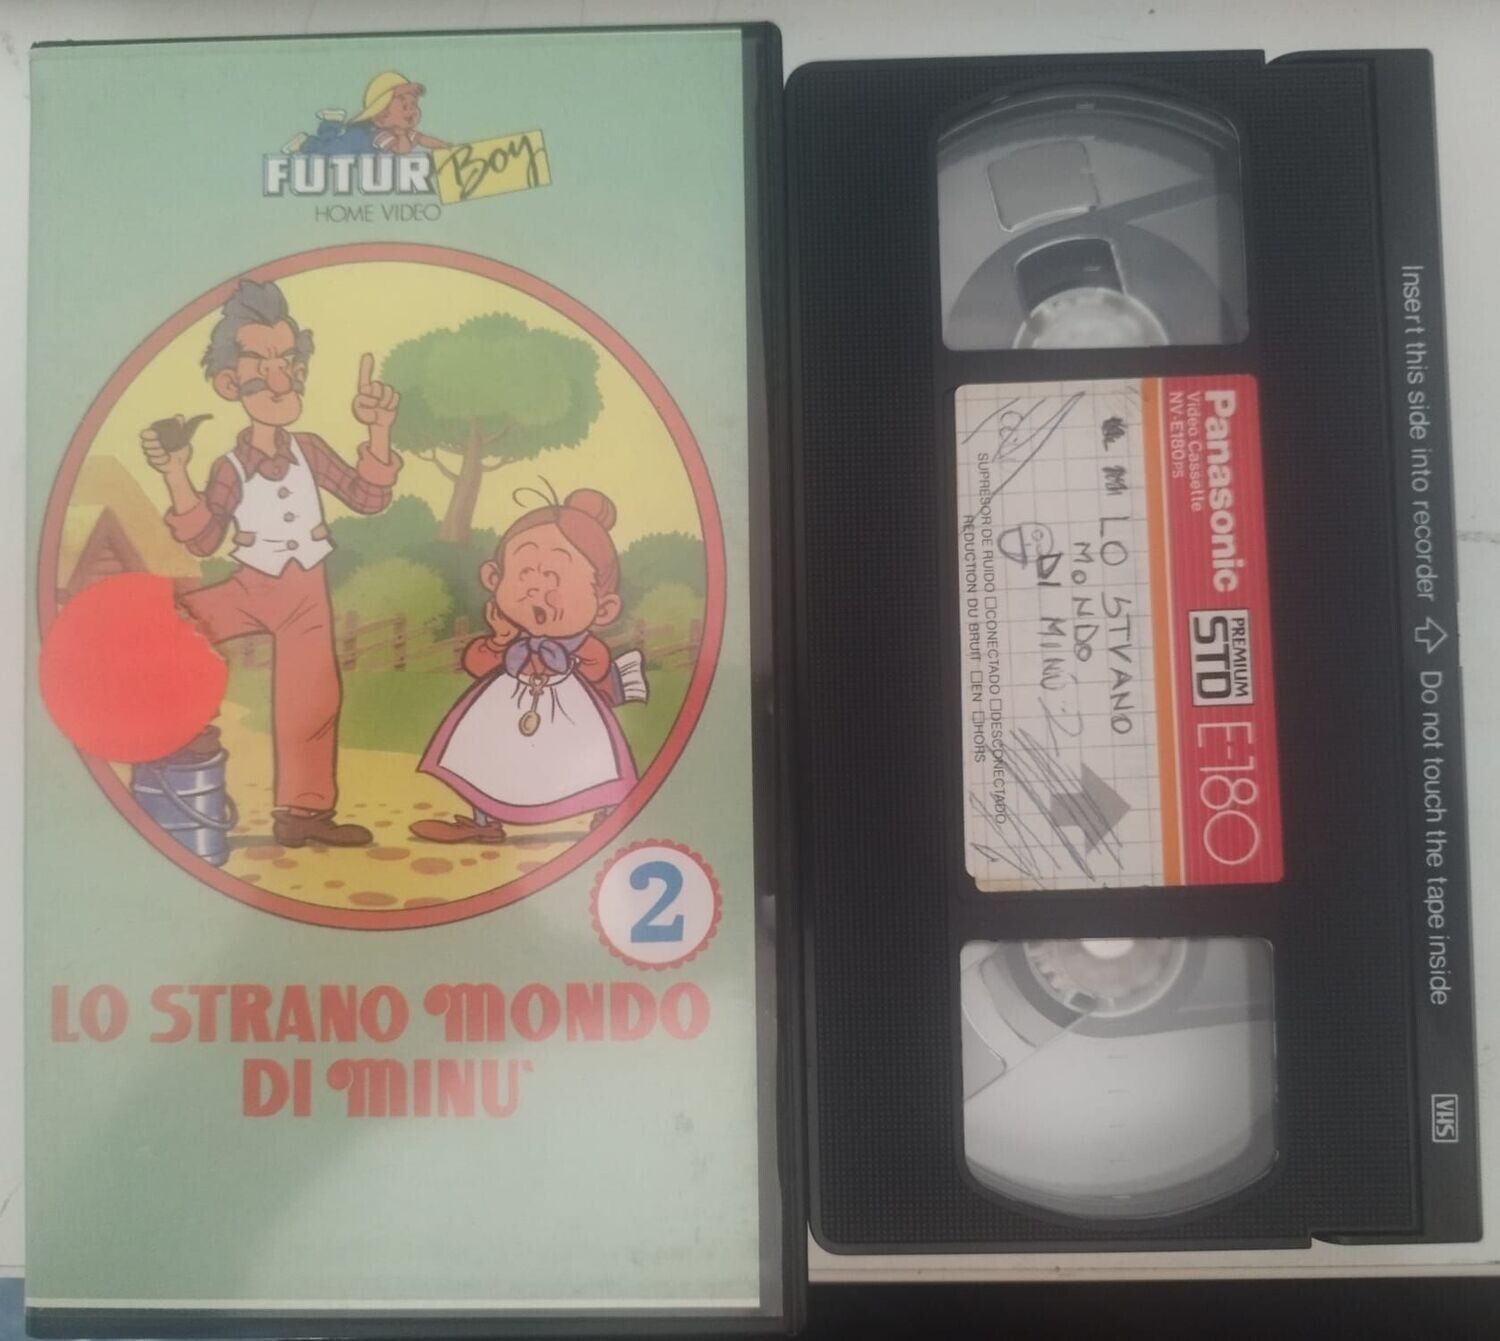 FUTUR Boy
HOME VIDEO
2
LO STRANO MONDO
DI MINU'
Panasonic
Video Cassette
NV-E180PS
PREMIUM
STD
E-180
LO STVANO
MONDO
DI MINÙ 2
SUPRESOR DE RUIDO □CONECTADO □DESCONECTADO
REDUCTION DU BRUIT □EN □HORS
Insert this side into recorder ⇧ Do not touch the tape inside
VHS